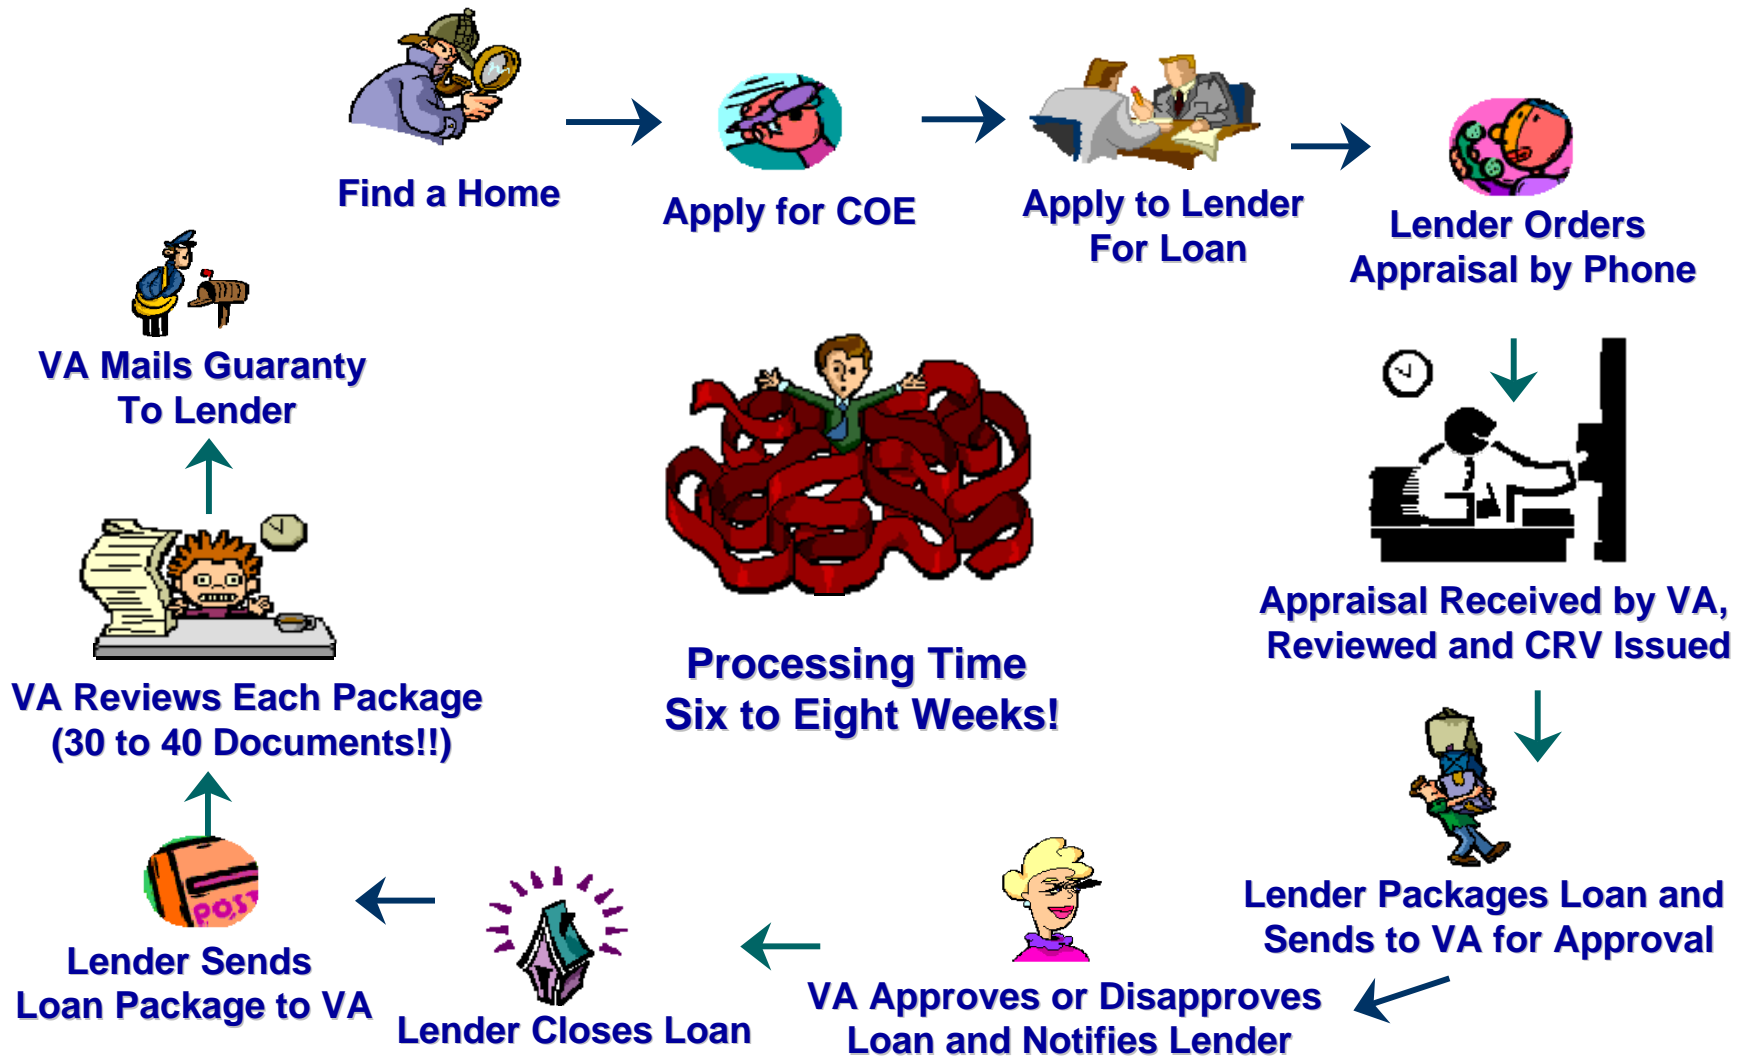 Find a Home
Apply for COE
Apply to Lender
For Loan
Lender Orders
Appraisal by Phone
Appraisal Received by VA,
Reviewed and CRV Issued
Lender Packages Loan and
Sends to VA for Approval
VA Approves or Disapproves
Loan and Notifies Lender
Lender Closes Loan
POST
Lender Sends
Loan Package to VA
VA Reviews Each Package
(30 to 40 Documents!!)
VA Mails Guaranty
To Lender
Processing Time
Six to Eight Weeks!